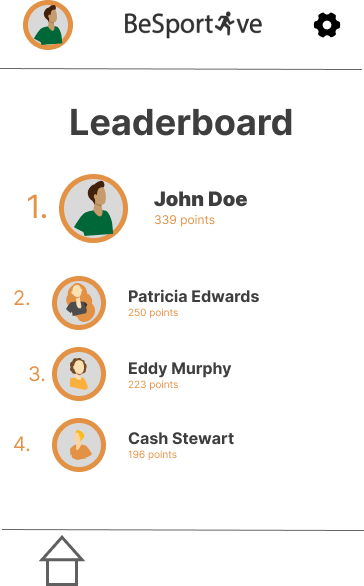 BeSportive
Leaderboard
1.
John Doe
339 points
2.
Patricia Edwards
250 points
3.
Eddy Murphy
223 points
4.
Cash Stewart
196 points